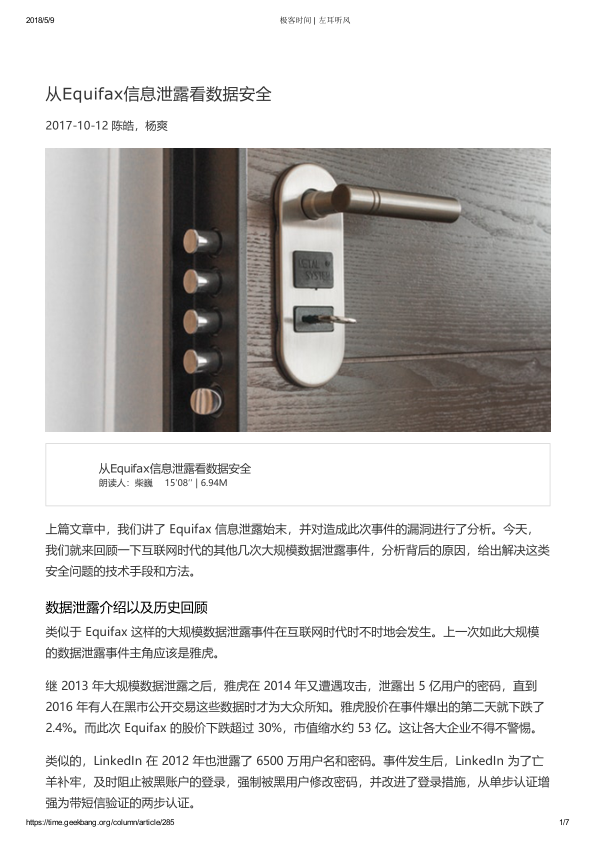 2018/5/9
极客时间 | 左耳听风
从Equifax信息泄露看数据安全
2017-10-12 陈皓，杨爽
从Equifax信息泄露看数据安全
朗读人：柴巍 15′08″ | 6.94M
上篇文章中，我们讲了 Equifax 信息泄露始末，并对造成此次事件的漏洞进行了分析。今天，
我们就来回顾一下互联网时代的其他几次大规模数据泄露事件，分析背后的原因，给出解决这类
安全问题的技术手段和方法。
数据泄露介绍以及历史回顾
类似于 Equifax 这样的大规模数据泄露事件在互联网时代时不时地会发生。上一次如此大规模
的数据泄露事件主角应该是雅虎。
继 2013 年大规模数据泄露之后，雅虎在 2014 年又遭遇攻击，泄露出 5 亿用户的密码，直到
2016 年有人在黑市公开交易这些数据时才为大众所知。雅虎股价在事件爆出的第二天就下跌了
2.4%。而此次 Equifax 的股价下跌超过 30%，市值缩水约 53 亿。这让各大企业不得不警惕。
类似的，LinkedIn 在 2012 年也泄露了 6500 万用户名和密码。事件发生后，LinkedIn 为了亡
羊补牢，及时阻止被黑账户的登录，强制被黑用户修改密码，并改进了登录措施，从单步认证增
强为带短信验证的两步认证。
https://time.geekbang.org/column/article/285
1/7